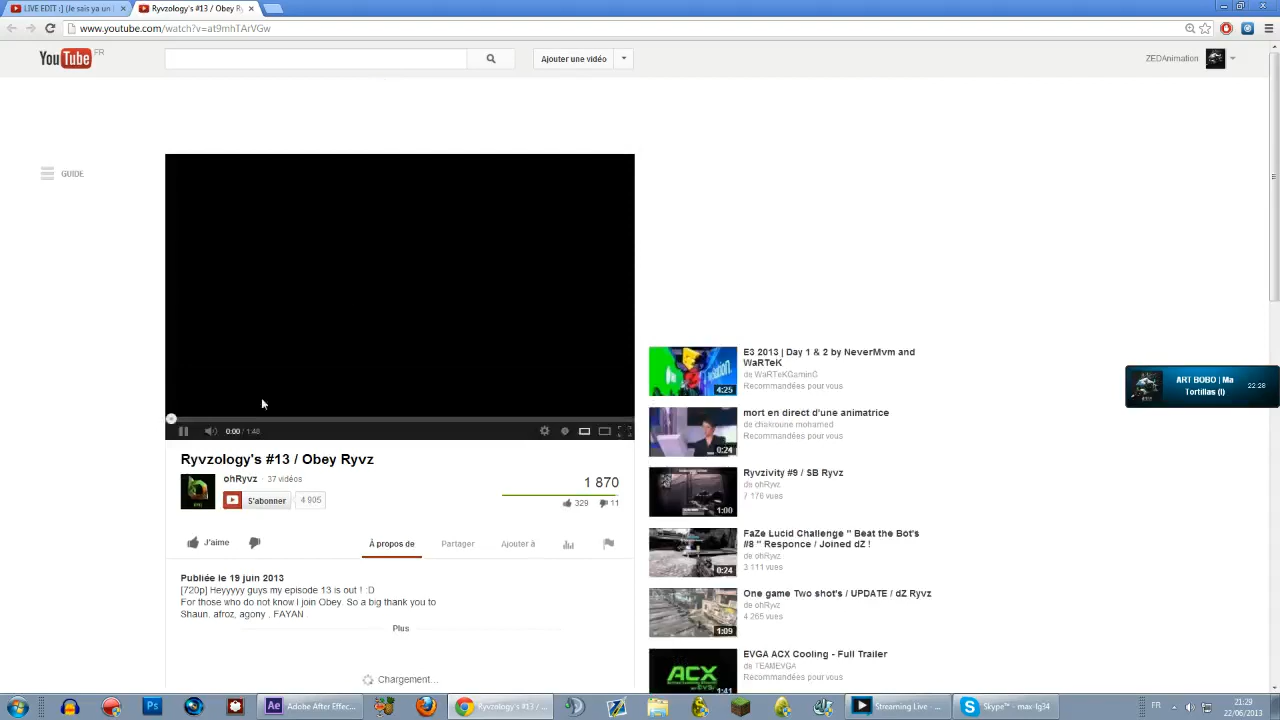 LIVE EDIT :] (Je sais ya un
Ryvzology's #13 / Obey Ry
www.youtube.com/watch?v=at9mhTArVGw
YouTube FR
Ajouter une vidéo
ZEDAnimation
GUIDE
0:00 / 1:48
Ryvzology's #13 / Obey Ryvz
ohRyvz · 37 vidéos
S'abonner 4 905
1 870
329 11
J'aime
À propos de Partager Ajouter à
Publiée le 19 juin 2013
[720p] Heyyyyy guys my episode 13 is out ! :D
For those who do not know I join Obey. So a big thank you to
Shaun, afroz, agony , FAYAN
Plus
Chargement...
4:25
E3 2013 | Day 1 & 2 by NeverMvm and
WaRTeK
de WaRTeKGaminG
Recommandées pour vous
0:24
mort en direct d'une animatrice
de chakroune mohamed
Recommandées pour vous
1:00
Ryvzivity #9 / SB Ryvz
de ohRyvz
7 176 vues
0:24
FaZe Lucid Challenge " Beat the Bot's
#8 " Responce / Joined dZ !
de ohRyvz
3 111 vues
1:09
One game Two shot's / UPDATE / dZ Ryvz
de ohRyvz
4 265 vues
ACX
1:41
EVGA ACX Cooling - Full Trailer
de TEAMEVGA
Recommandées pour vous
ART BOBO | Ma
Tortillas (l)
22:28
Ps
Ae Adobe After Effec...
Ryvzology's #13 / ...
Streaming Live - ...
Skype™ - max-lg34
FR
21:29
22/06/2013